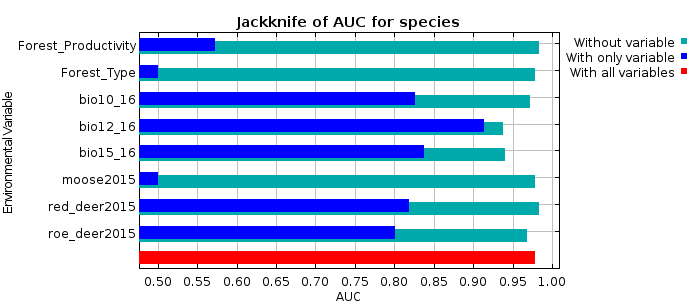 Jackknife of AUC for species
Environmental Variable
Forest_Productivity
Forest_Type
bio10_16
bio12_16
bio15_16
moose2015
red_deer2015
roe_deer2015
0.50 0.55 0.60 0.65 0.70 0.75 0.80 0.85 0.90 0.95 1.00
AUC
Without variable
With only variable
With all variables